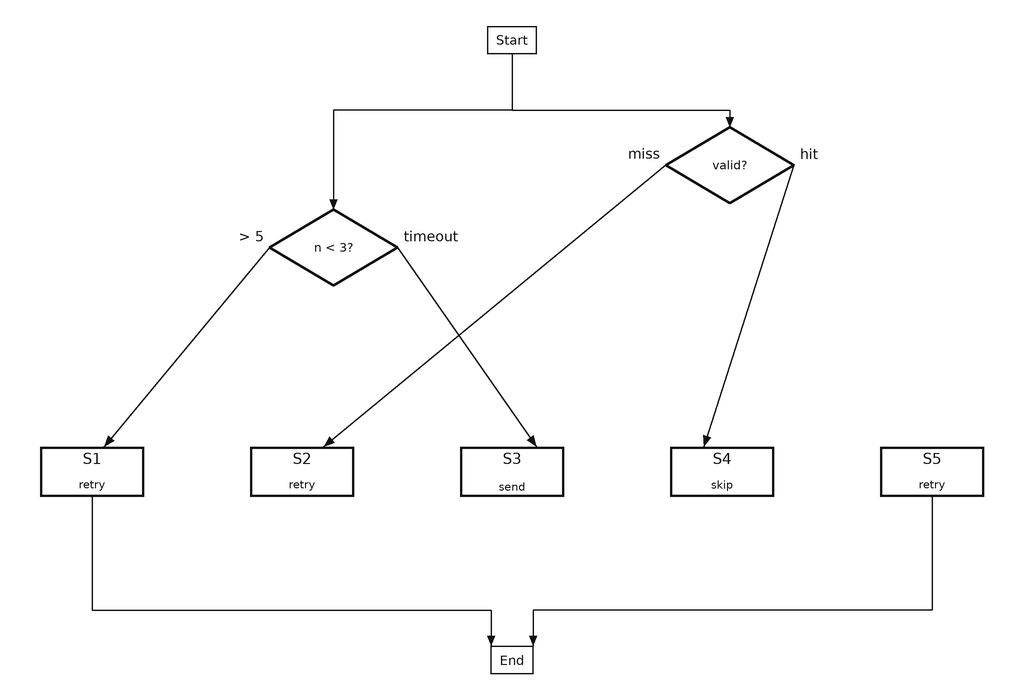 Start
miss
valid?
hit
> 5
n < 3?
timeout
S1
retry
S2
retry
S3
send
S4
skip
S5
retry
End